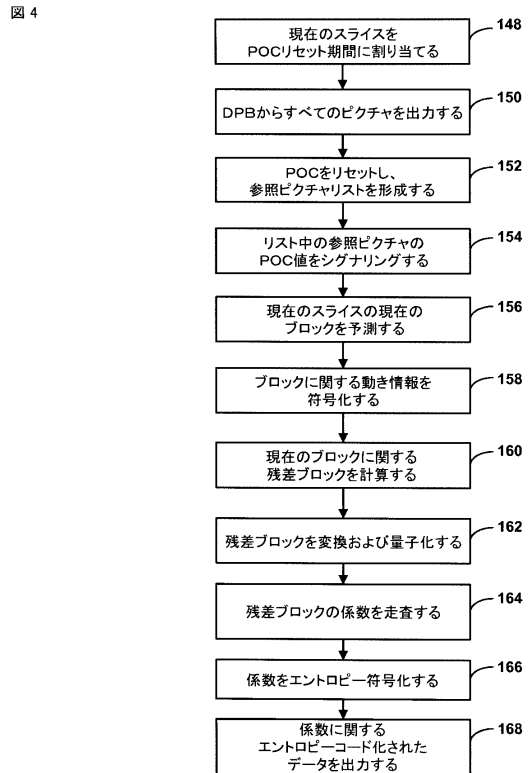 図 4
現在のスライスを
POCリセット期間に割り当てる
148
DPBからすべてのピクチャを出力する
150
POCをリセットし、
参照ピクチャリストを形成する
152
リスト中の参照ピクチャの
POC値をシグナリングする
154
現在のスライスの現在の
ブロックを予測する
156
ブロックに関する動き情報を
符号化する
158
現在のブロックに関する
残差ブロックを計算する
160
残差ブロックを変換および量子化する
162
残差ブロックの係数を走査する
164
係数をエントロピー符号化する
166
係数に関する
エントロピーコード化された
データを出力する
168